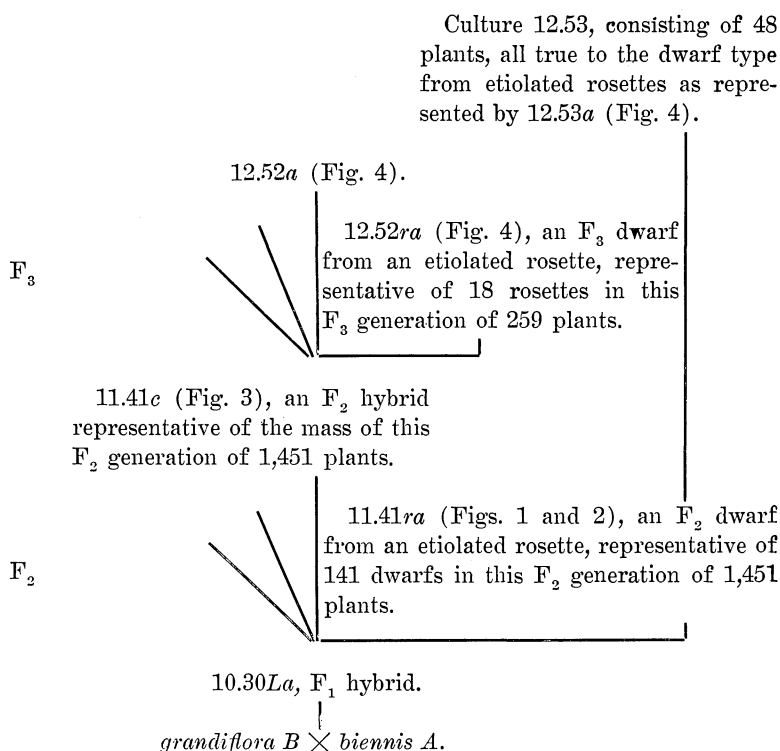 Culture 12.53, consisting of 48
plants, all true to the dwarf type
from etiolated rosettes as repre-
sented by 12.53a (Fig. 4).
12.52a (Fig. 4).
12.52ra (Fig. 4), an F₃ dwarf
from an etiolated rosette, repre-
sentative of 18 rosettes in this
F₃ generation of 259 plants.
F₃
11.41c (Fig. 3), an F₂ hybrid
representative of the mass of this
F₂ generation of 1,451 plants.
11.41ra (Figs. 1 and 2), an F₂ dwarf
from an etiolated rosette, representative of
141 dwarfs in this F₂ generation of 1,451
plants.
F₂
10.30La, F₁ hybrid.
grandiflora B × biennis A.